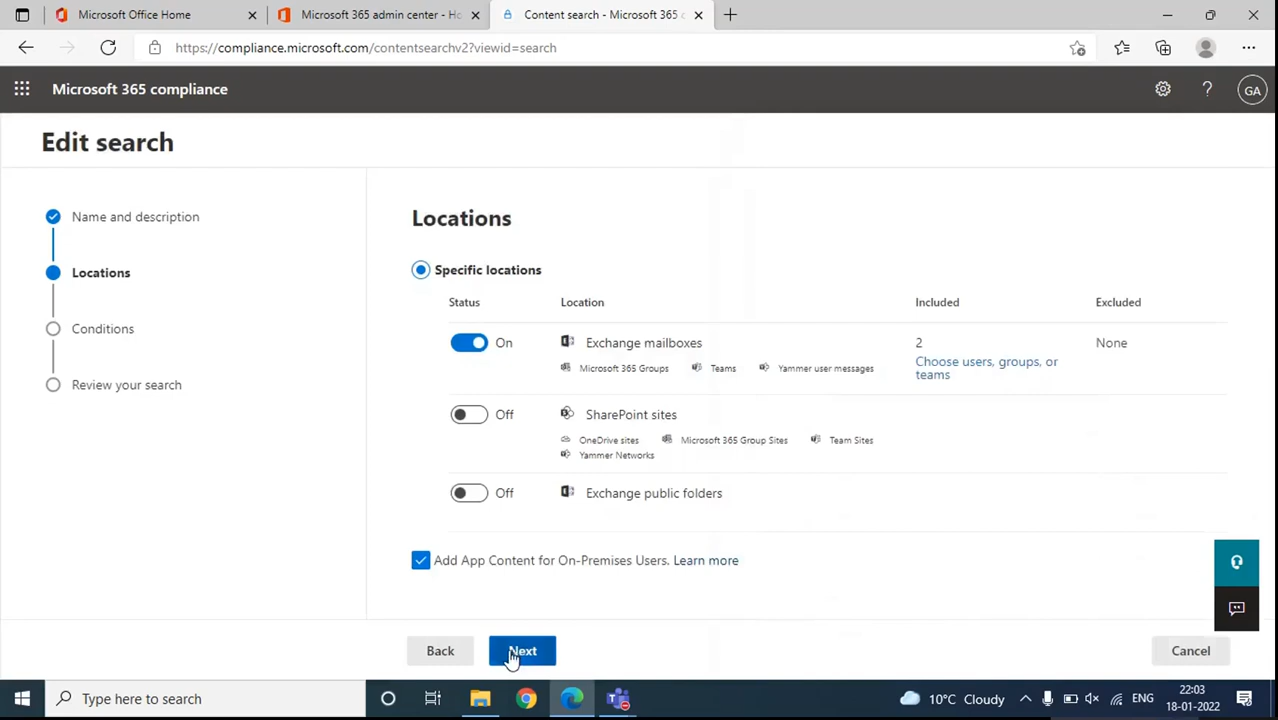 Microsoft Office Home
Microsoft 365 admin center - Ho
Content search - Microsoft 365 c
https://compliance.microsoft.com/contentsearchv2?viewid=search
Microsoft 365 compliance
GA
Edit search
Name and description
Locations
Conditions
Review your search
Locations
Specific locations
Status Location Included Excluded
On Exchange mailboxes 2 None
Microsoft 365 Groups Teams Yammer user messages
Choose users, groups, or
teams
Off SharePoint sites
OneDrive sites Microsoft 365 Group Sites Team Sites
Yammer Networks
Off Exchange public folders
Add App Content for On-Premises Users. Learn more
Back Next Cancel
Type here to search
10°C Cloudy
ENG
22:03
18-01-2022